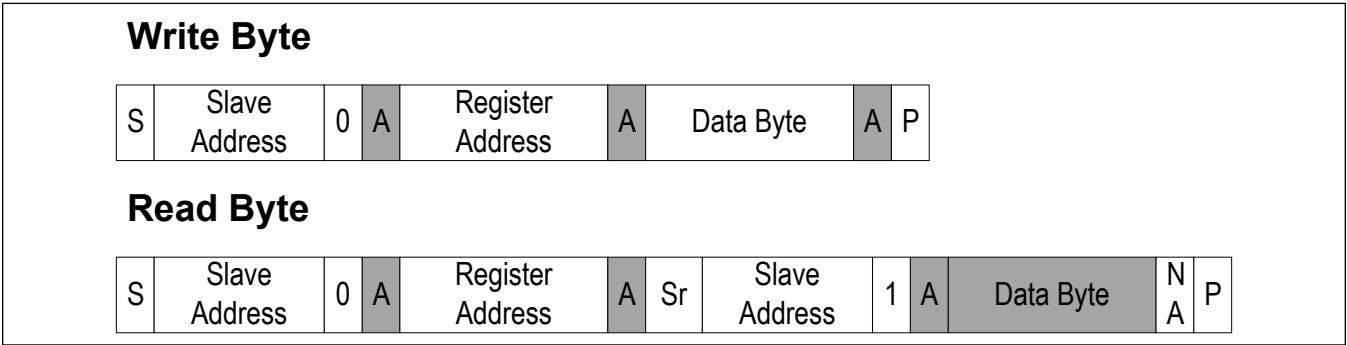 Write Byte
S Slave Address 0 A Register Address A Data Byte A P
Read Byte
S Slave Address 0 A Register Address A Sr Slave Address 1 A Data Byte NA P